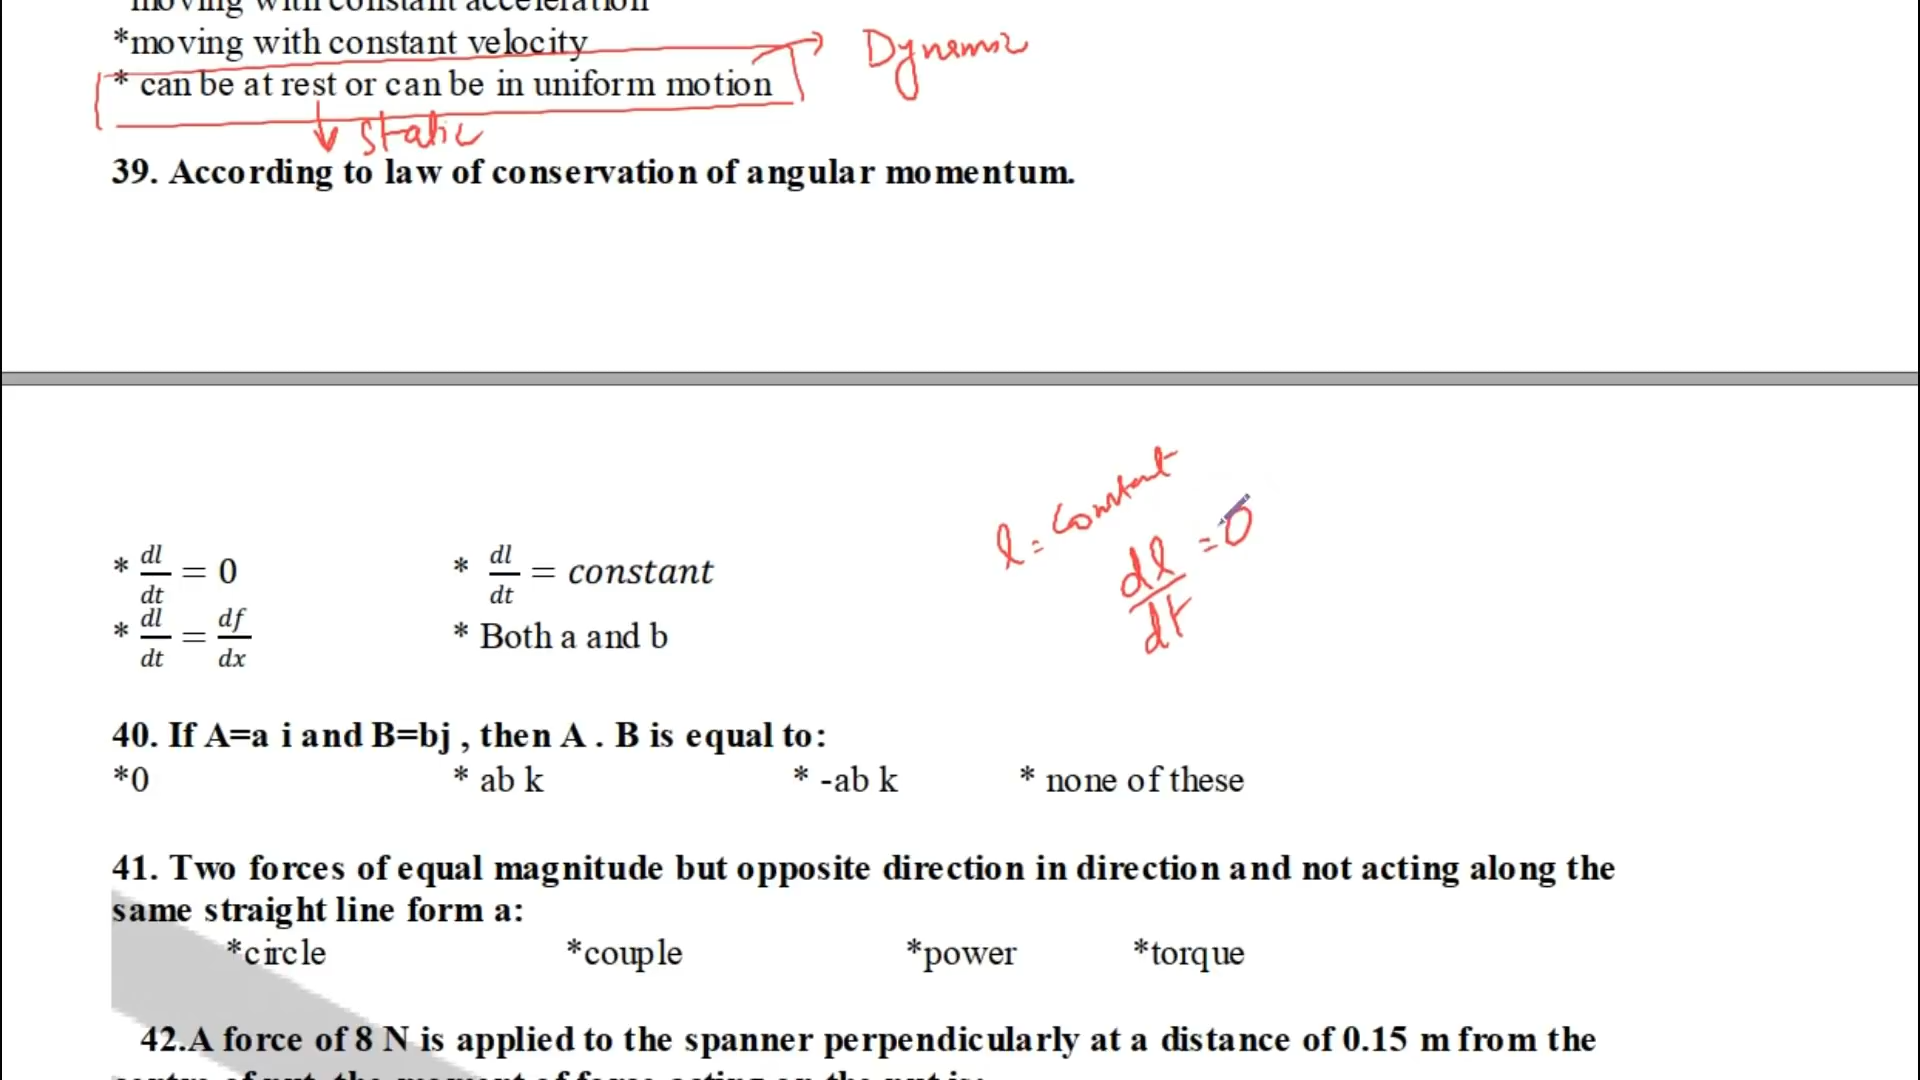 moving with constant acceleration
*moving with constant velocity
* can be at rest or can be in uniform motion
Dynamic
Static
39. According to law of conservation of angular momentum.
l = constant
dl/dt = 0
* dl/dt = 0 * dl/dt = constant
* dl/dt = df/dx * Both a and b
40. If A=a i and B=bj , then A . B is equal to:
*0 * ab k * -ab k * none of these
41. Two forces of equal magnitude but opposite direction in direction and not acting along the
same straight line form a:
*circle *couple *power *torque
42.A force of 8 N is applied to the spanner perpendicularly at a distance of 0.15 m from the